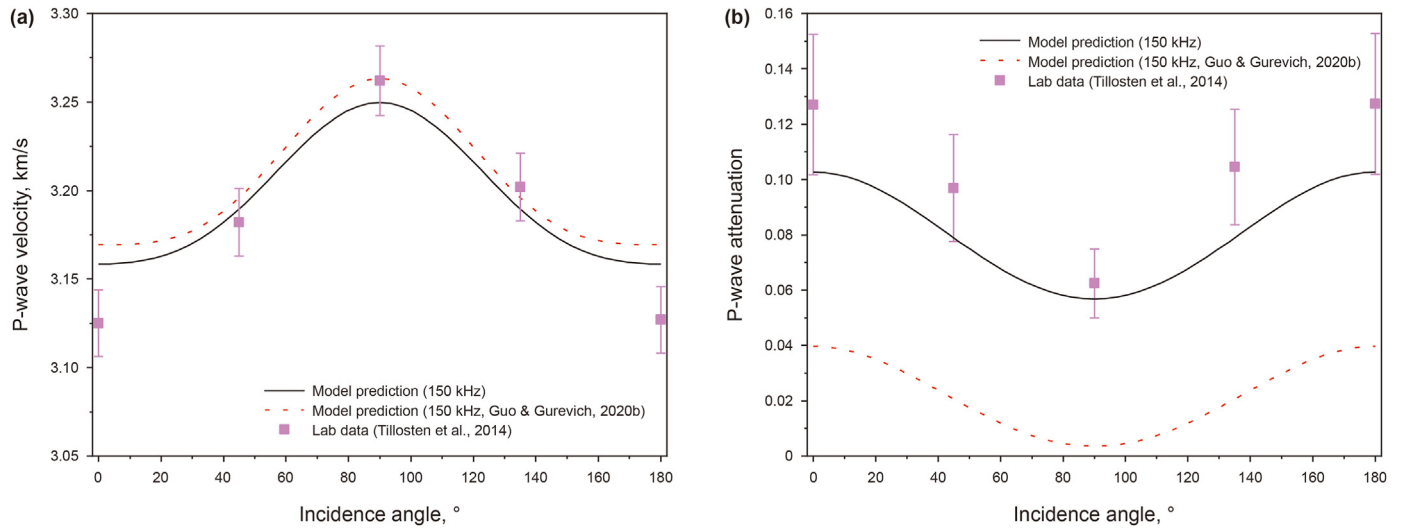 (a)
3.30
3.25
3.20
3.15
3.10
3.05
P-wave velocity, km/s
Model prediction (150 kHz)
Model prediction (150 kHz, Guo & Gurevich, 2020b)
Lab data (Tillosten et al., 2014)
0 20 40 60 80 100 120 140 160 180
Incidence angle, °
(b)
0.16
0.14
0.12
0.10
0.08
0.06
0.04
0.02
0
P-wave attenuation
Model prediction (150 kHz)
Model prediction (150 kHz, Guo & Gurevich, 2020b)
Lab data (Tillosten et al., 2014)
0 20 40 60 80 100 120 140 160 180
Incidence angle, °